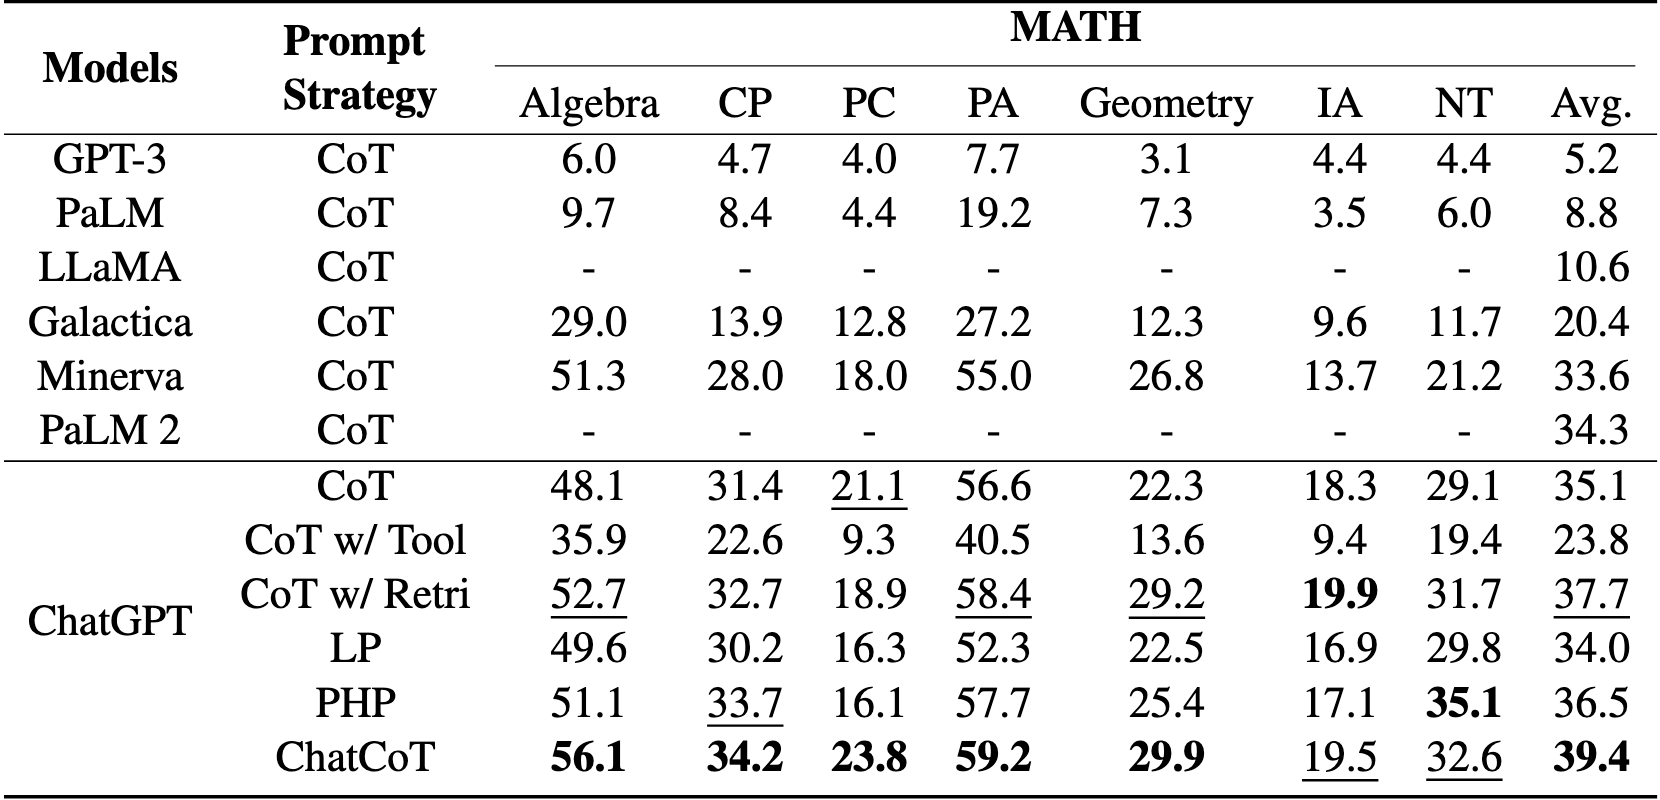 Models Prompt Strategy MATH
Algebra CP PC PA Geometry IA NT Avg.
GPT-3 CoT 6.0 4.7 4.0 7.7 3.1 4.4 4.4 5.2
PaLM CoT 9.7 8.4 4.4 19.2 7.3 3.5 6.0 8.8
LLaMA CoT - - - - - - - 10.6
Galactica CoT 29.0 13.9 12.8 27.2 12.3 9.6 11.7 20.4
Minerva CoT 51.3 28.0 18.0 55.0 26.8 13.7 21.2 33.6
PaLM 2 CoT - - - - - - - 34.3
ChatGPT
CoT 48.1 31.4 21.1 56.6 22.3 18.3 29.1 35.1
CoT w/ Tool 35.9 22.6 9.3 40.5 13.6 9.4 19.4 23.8
CoT w/ Retri 52.7 32.7 18.9 58.4 29.2 19.9 31.7 37.7
LP 49.6 30.2 16.3 52.3 22.5 16.9 29.8 34.0
PHP 51.1 33.7 16.1 57.7 25.4 17.1 35.1 36.5
ChatCoT 56.1 34.2 23.8 59.2 29.9 19.5 32.6 39.4